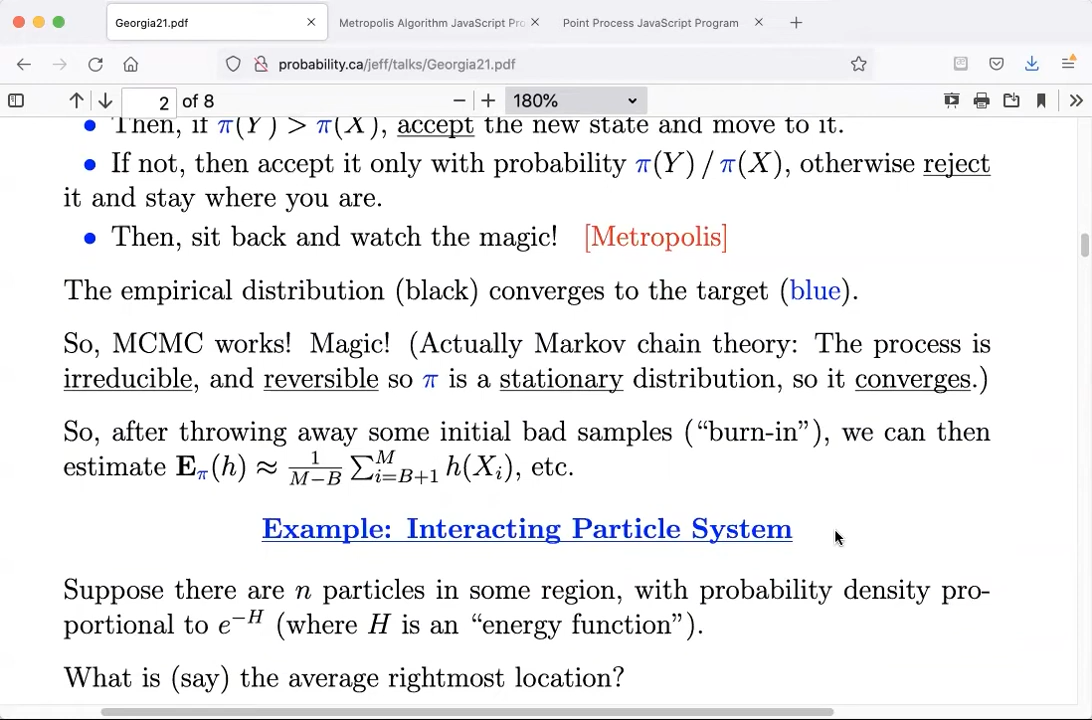 Georgia21.pdf
Metropolis Algorithm JavaScript Pro
Point Process JavaScript Program
probability.ca/jeff/talks/Georgia21.pdf
2 of 8
180%
• Then, if π(Y) > π(X), accept the new state and move to it.
• If not, then accept it only with probability π(Y) / π(X), otherwise reject
it and stay where you are.
• Then, sit back and watch the magic! [Metropolis]
The empirical distribution (black) converges to the target (blue).
So, MCMC works! Magic! (Actually Markov chain theory: The process is
irreducible, and reversible so π is a stationary distribution, so it converges.)
So, after throwing away some initial bad samples (“burn-in”), we can then
estimate E_π(h) ≈ \frac{1}{M−B} ∑_{i=B+1}^{M} h(X_i), etc.
Example: Interacting Particle System
Suppose there are n particles in some region, with probability density pro-
portional to e^{−H} (where H is an “energy function”).
What is (say) the average rightmost location?